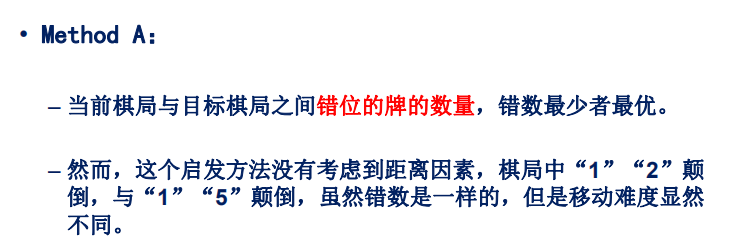 • Method A：
– 当前棋局与目标棋局之间错位的牌的数量，错数最少者最优。
– 然而，这个启发方法没有考虑到距离因素，棋局中“1”“2”颠
倒，与“1”“5”颠倒，虽然错数是一样的，但是移动难度显然
不同。